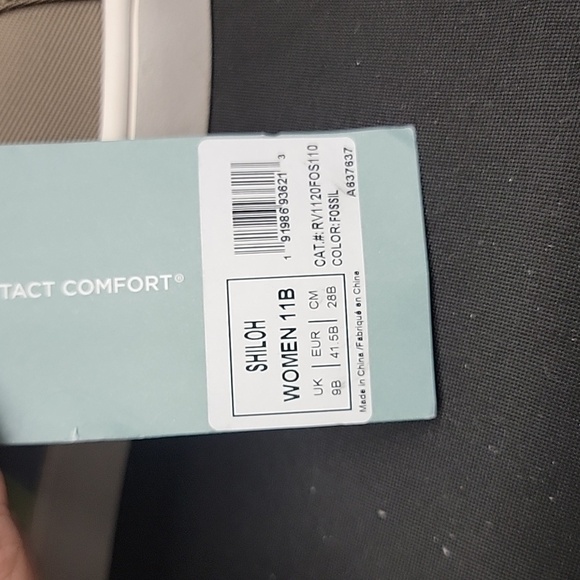 TACT COMFORT®
SHILOH
WOMEN 11B
UK | EUR | CM
9B | 41.5B | 28B
Made in China/Fabriqué en Chine
1 91986 93621 3
CAT.#: RV1120FOS110
COLOR:FOSSIL
A637637